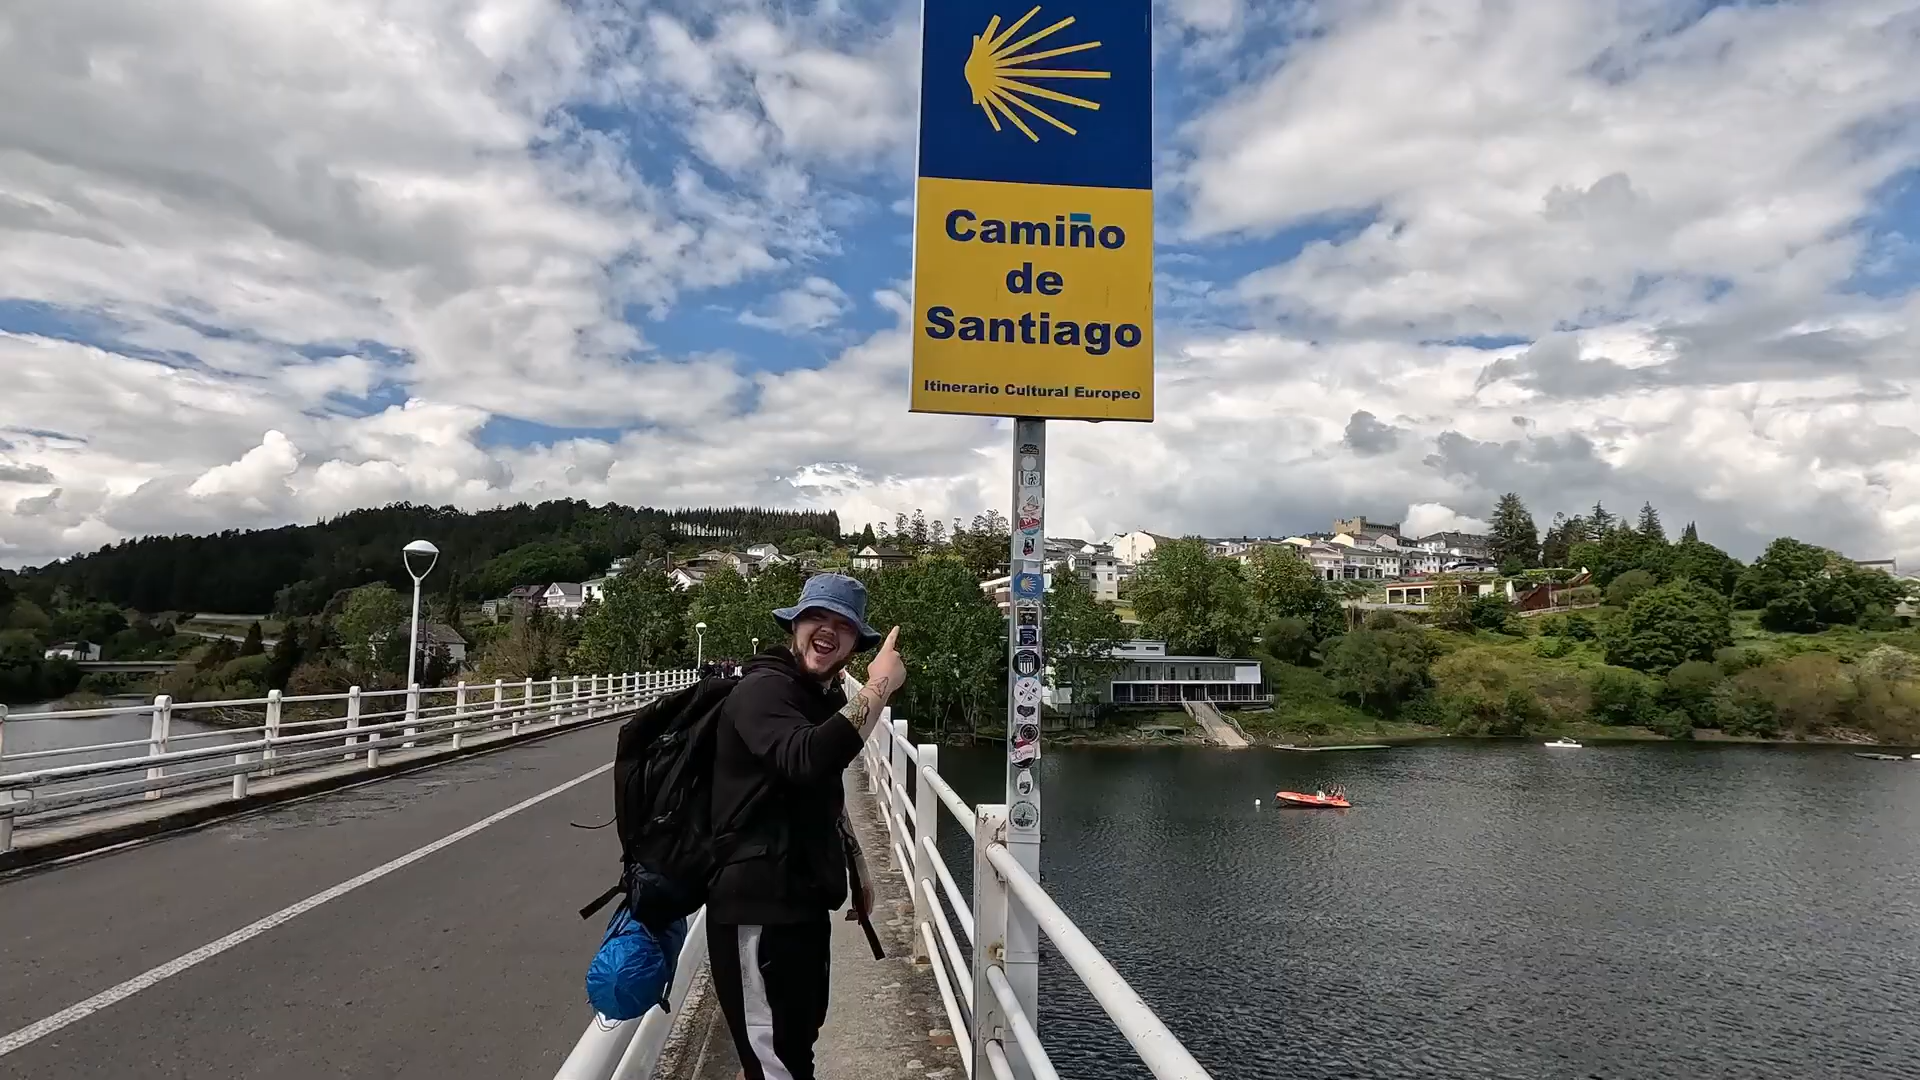 Camiño
de
Santiago
Itinerario Cultural Europeo